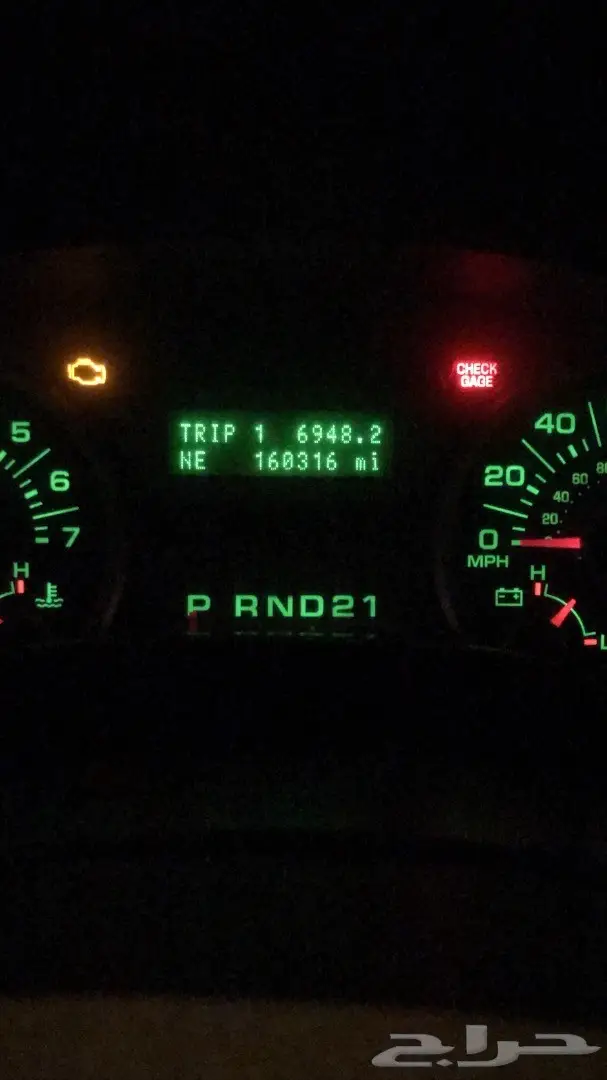 CHECK
GAGE
TRIP 1 6948.2
NE 160316 mi
5
6
7
H
40
20
0
MPH
80
60
40
20
H
L
P RND21
حراج